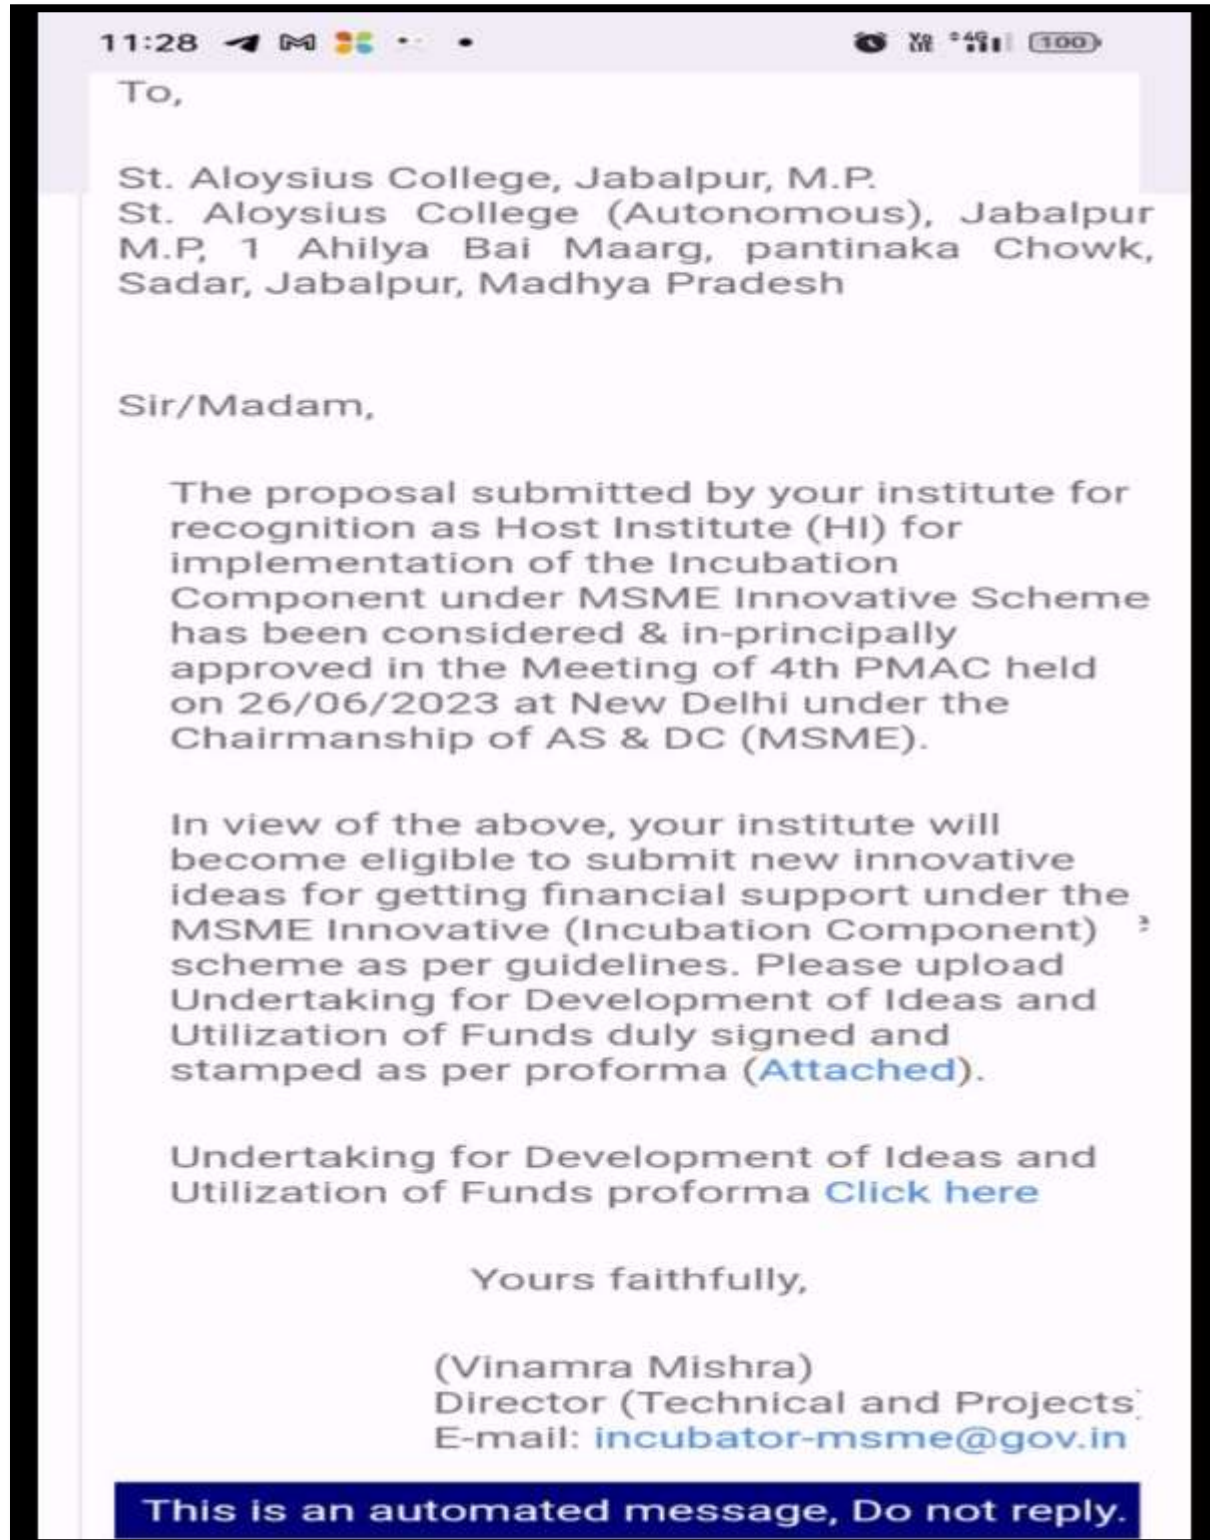 11:28
Vo LTE 4G 100
To,
St. Aloysius College, Jabalpur, M.P.
St. Aloysius College (Autonomous), Jabalpur
M.P, 1 Ahilya Bai Maarg, pantinaka Chowk,
Sadar, Jabalpur, Madhya Pradesh
Sir/Madam,
The proposal submitted by your institute for
recognition as Host Institute (HI) for
implementation of the Incubation
Component under MSME Innovative Scheme
has been considered & in-principally
approved in the Meeting of 4th PMAC held
on 26/06/2023 at New Delhi under the
Chairmanship of AS & DC (MSME).
In view of the above, your institute will
become eligible to submit new innovative
ideas for getting financial support under the
MSME Innovative (Incubation Component)
scheme as per guidelines. Please upload
Undertaking for Development of Ideas and
Utilization of Funds duly signed and
stamped as per proforma (Attached).
Undertaking for Development of Ideas and
Utilization of Funds proforma Click here
Yours faithfully,
(Vinamra Mishra)
Director (Technical and Projects)
E-mail: incubator-msme@gov.in
This is an automated message, Do not reply.